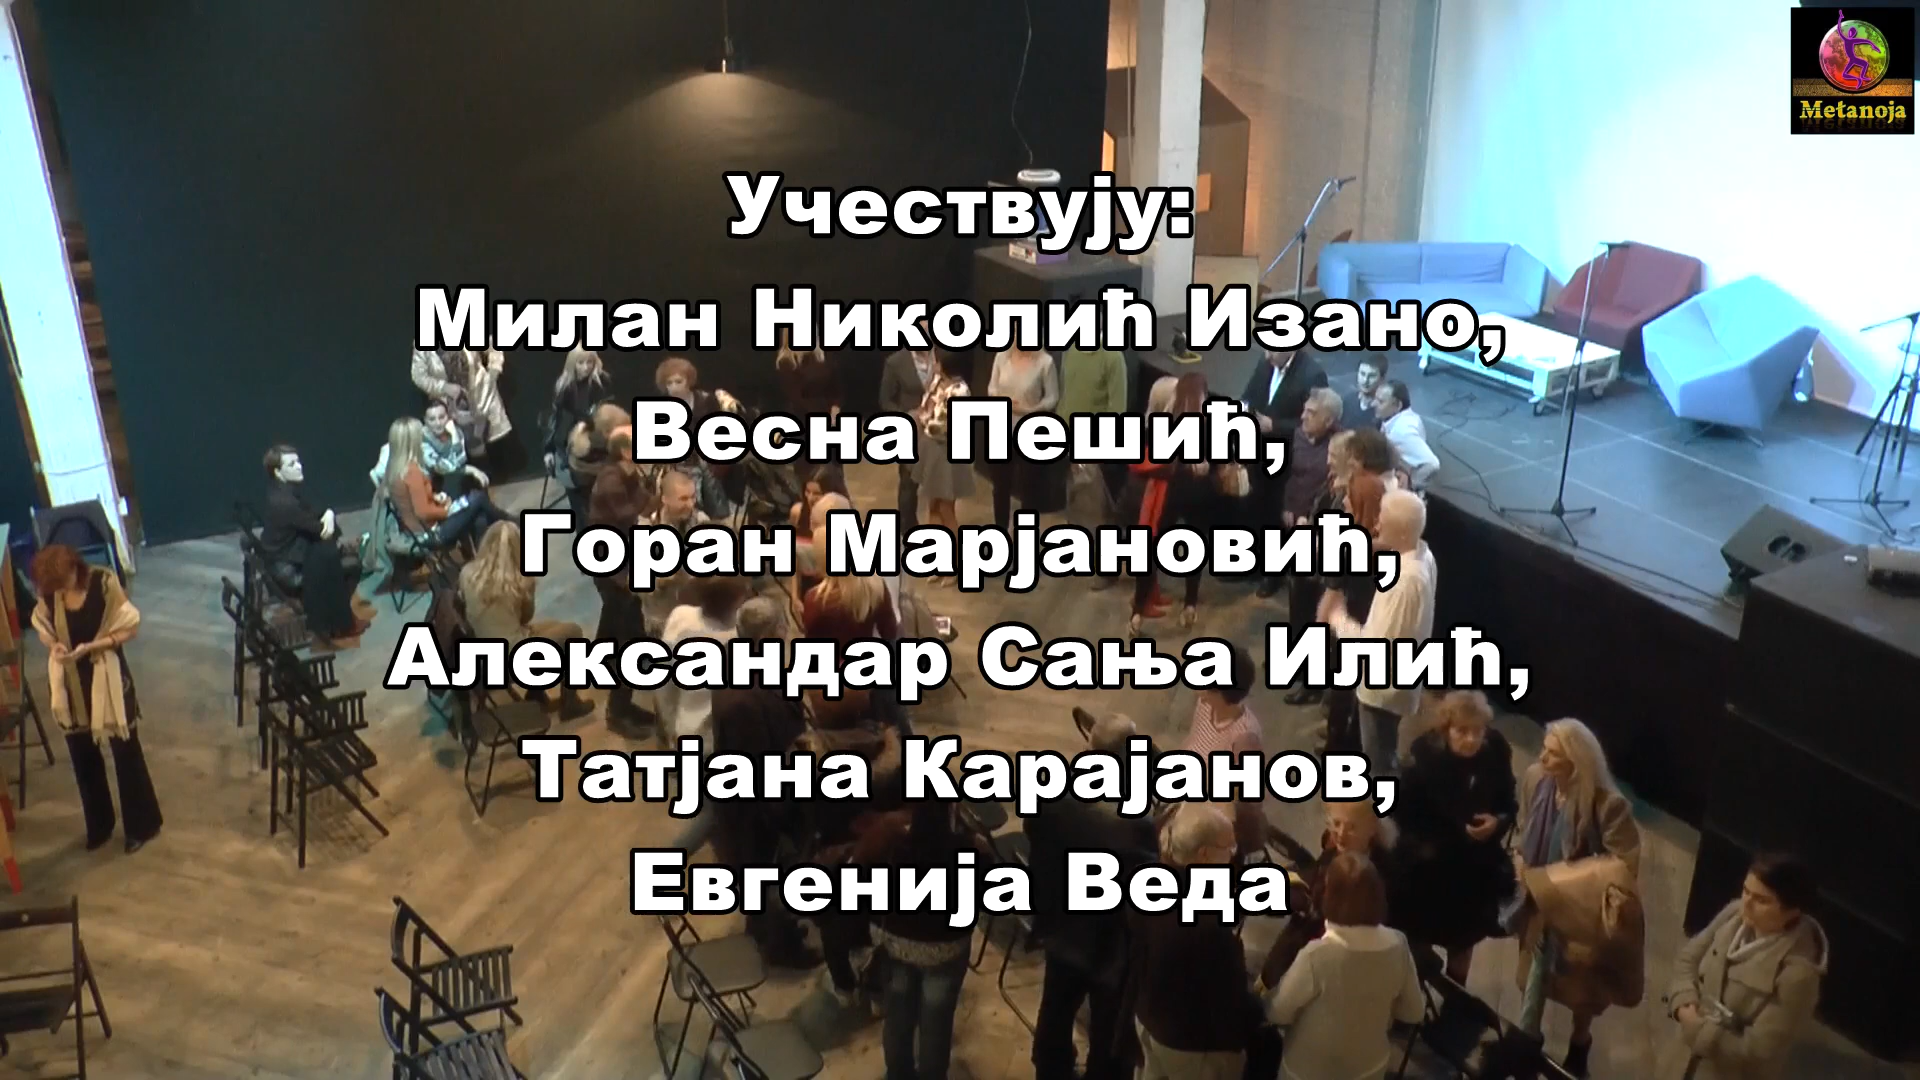 Metanoja
Учествују:
Милан Николић Изано,
Весна Пешић,
Горан Марјановић,
Александар Сања Илић,
Татјана Карајанов,
Евгенија Веда